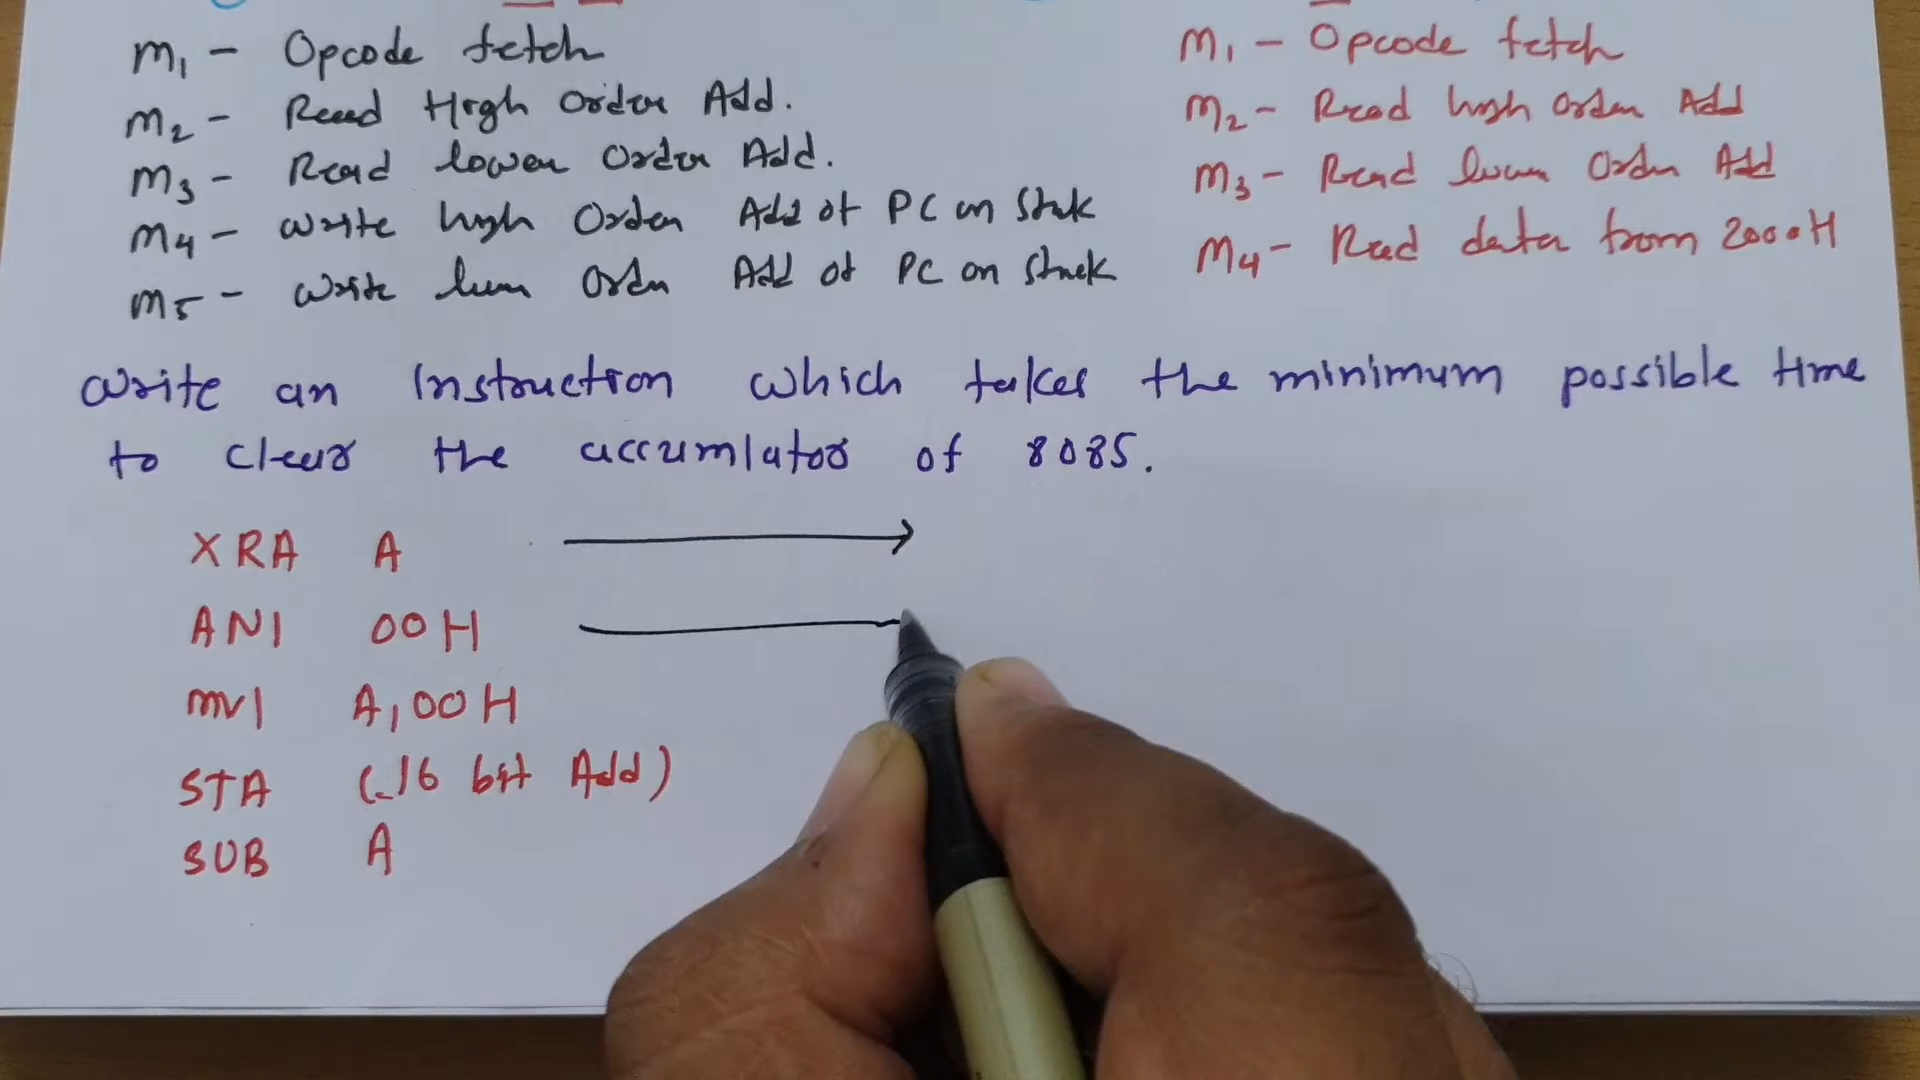 M1 - Opcode fetch
M2 - Read High Order Add.
M3 - Read lower Order Add.
M4 - write high Order Add of PC on Stack
M5 - write lower Order Add of PC on Stack
M1 - Opcode fetch
M2 - Read high Order Add
M3 - Read lower Order Add
M4 - Read data from 2000H
Write an Instruction which takes the minimum possible time
to clear the accumlator of 8085.
XRA A
ANI 00H
MVI A,00H
STA (16 bit Add)
SUB A